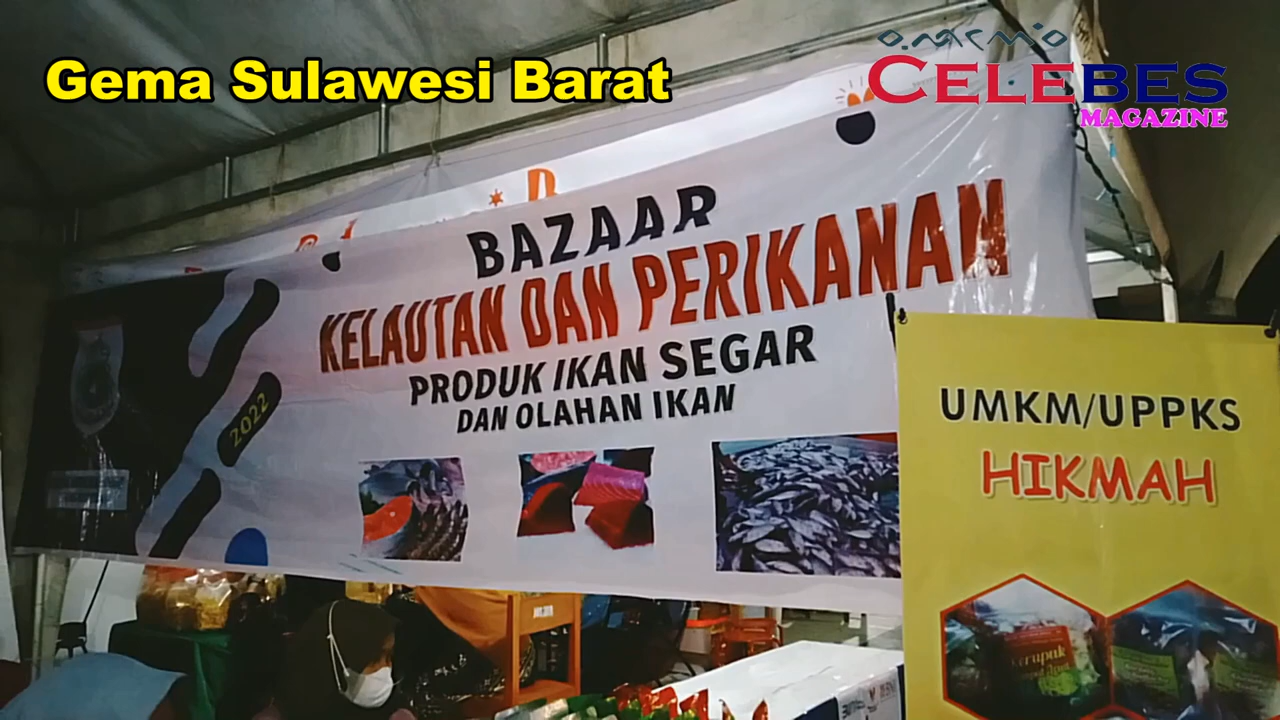 Gema Sulawesi Barat
CELEBES
MAGAZINE
BAZAAR
KELAUTAN DAN PERIKANAN
PRODUK IKAN SEGAR
DAN OLAHAN IKAN
2022
UMKM/UPPKS
HIKMAH